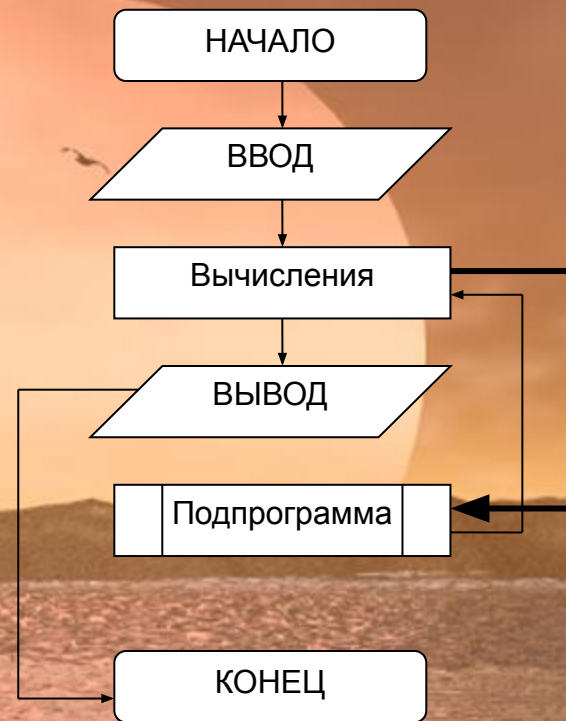 НАЧАЛО
ВВОД
Вычисления
ВЫВОД
Подпрограмма
КОНЕЦ